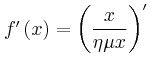 f′(x) = (x/ημx)′